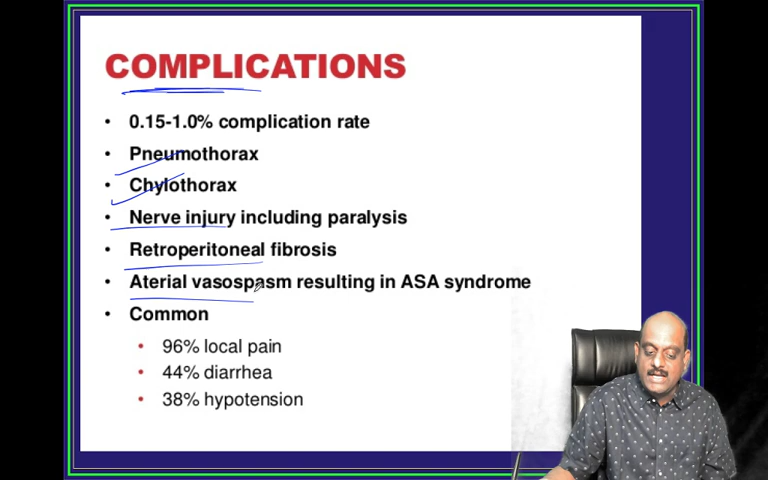 COMPLICATIONS
• 0.15-1.0% complication rate
• Pneumothorax
• Chylothorax
• Nerve injury including paralysis
• Retroperitoneal fibrosis
• Aterial vasospasm resulting in ASA syndrome
• Common
• 96% local pain
• 44% diarrhea
• 38% hypotension